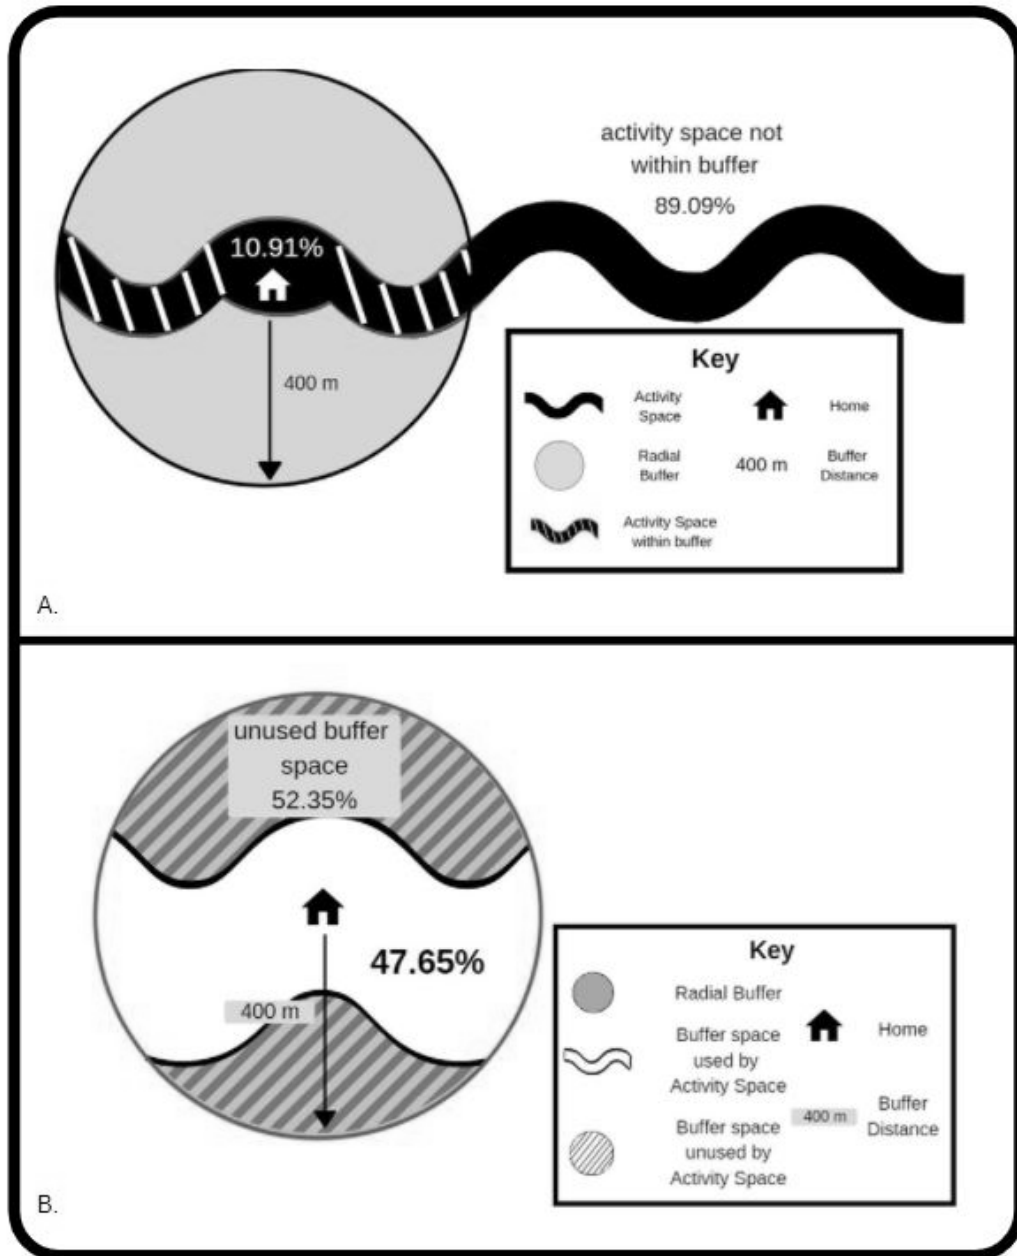 activity space not
within buffer
89.09%
10.91%
400 m
Key
Activity
Space
Home
Radial
Buffer
400 m
Buffer
Distance
Activity Space
within buffer
A.
unused buffer
space
52.35%
47.65%
400 m
Key
Radial Buffer
Home
Buffer space
used by
Activity Space
400 m
Buffer
Distance
Buffer space
unused by
Activity Space
B.